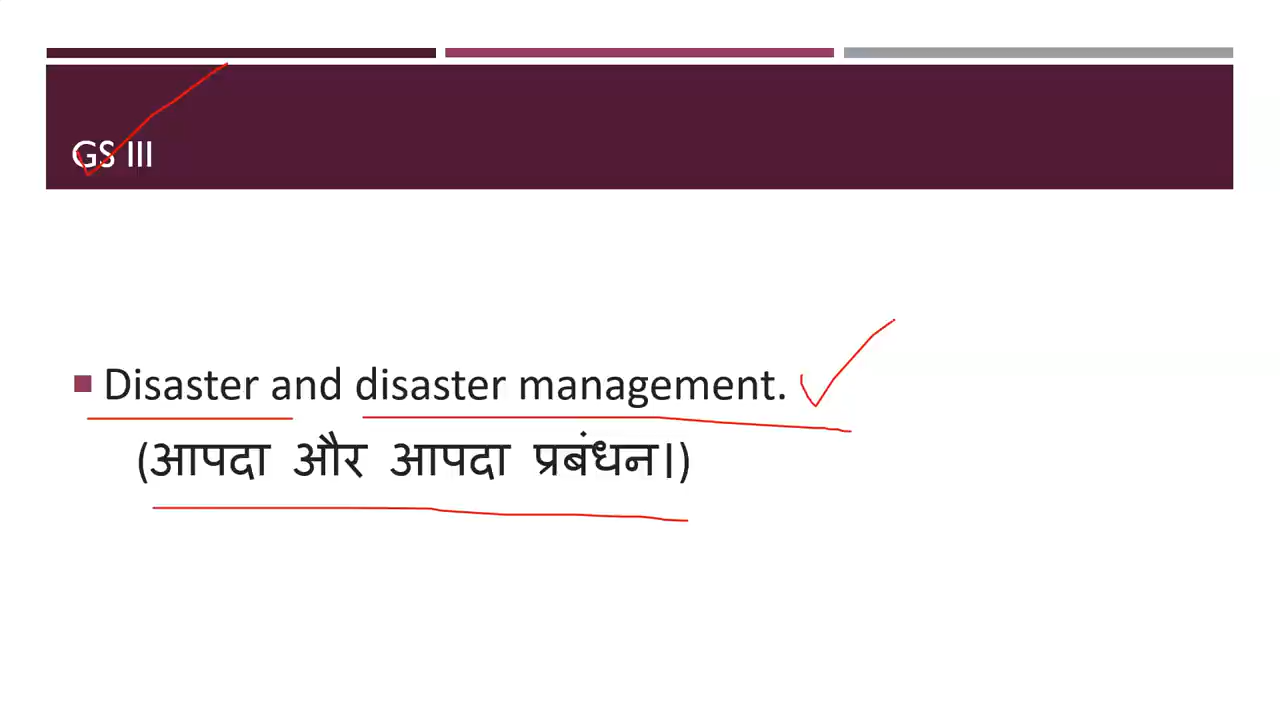 GS III
Disaster and disaster management.
(आपदा और आपदा प्रबंधन।)